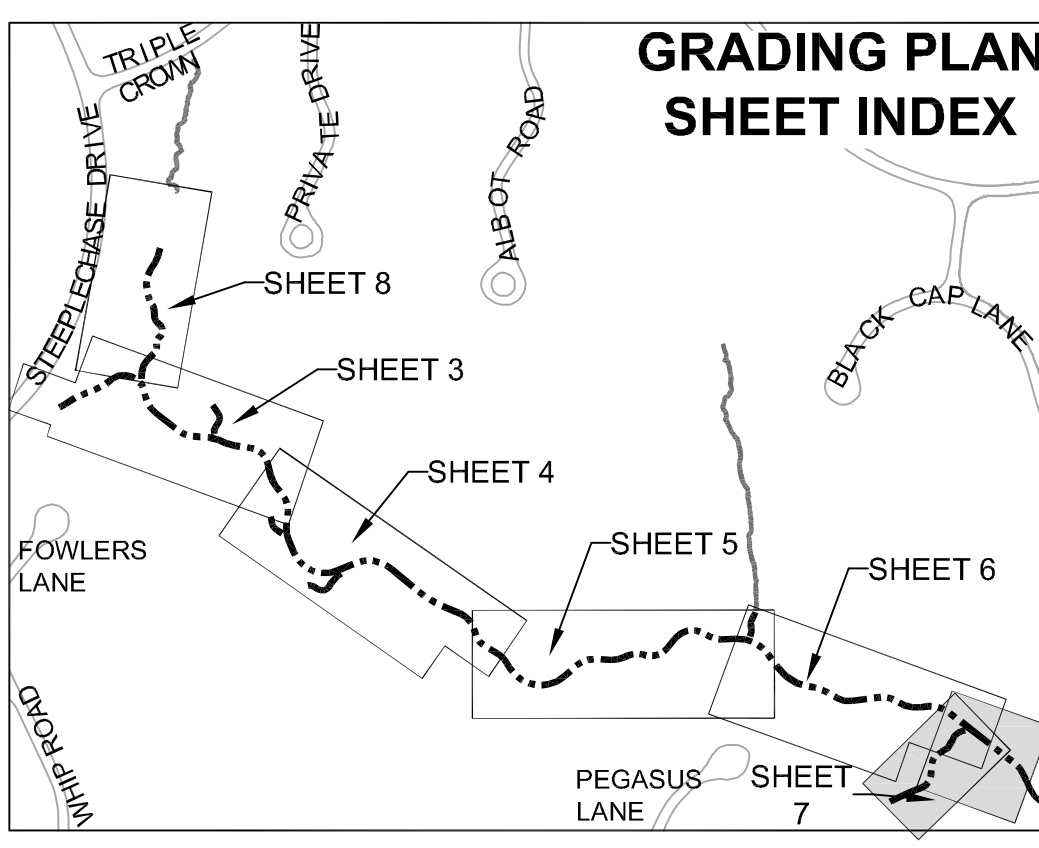 GRADING PLAN
SHEET INDEX
TRIPLE
CROWN
PRIVATE DRIVE
ALBOT ROAD
STEEPLECHASE DRIVE
BLACK CAP LANE
SHEET 8
SHEET 3
SHEET 4
SHEET 5
SHEET 6
FOWLERS
LANE
WHIP ROAD
PEGASUS
LANE
SHEET
7